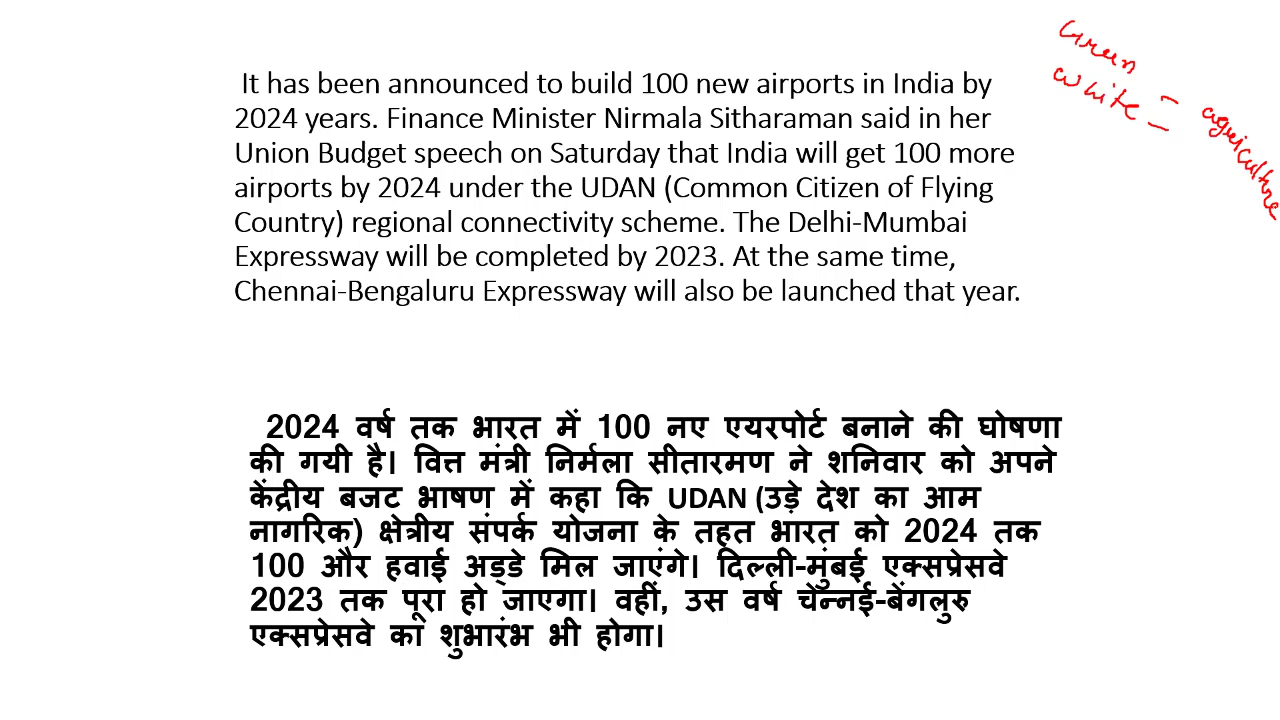 It has been announced to build 100 new airports in India by
2024 years. Finance Minister Nirmala Sitharaman said in her
Union Budget speech on Saturday that India will get 100 more
airports by 2024 under the UDAN (Common Citizen of Flying
Country) regional connectivity scheme. The Delhi-Mumbai
Expressway will be completed by 2023. At the same time,
Chennai-Bengaluru Expressway will also be launched that year.
Green
White =
agriculture
2024 वर्ष तक भारत में 100 नए एयरपोर्ट बनाने की घोषणा
की गयी है। वित्त मंत्री निर्मला सीतारमण ने शनिवार को अपने
केंद्रीय बजट भाषण में कहा कि UDAN (उड़े देश का आम
नागरिक) क्षेत्रीय संपर्क योजना के तहत भारत को 2024 तक
100 और हवाई अड्डे मिल जाएंगे। दिल्ली-मुंबई एक्सप्रेसवे
2023 तक पूरा हो जाएगा। वहीं, उस वर्ष चेन्नई-बेंगलुरु
एक्सप्रेसवे का शुभारंभ भी होगा।